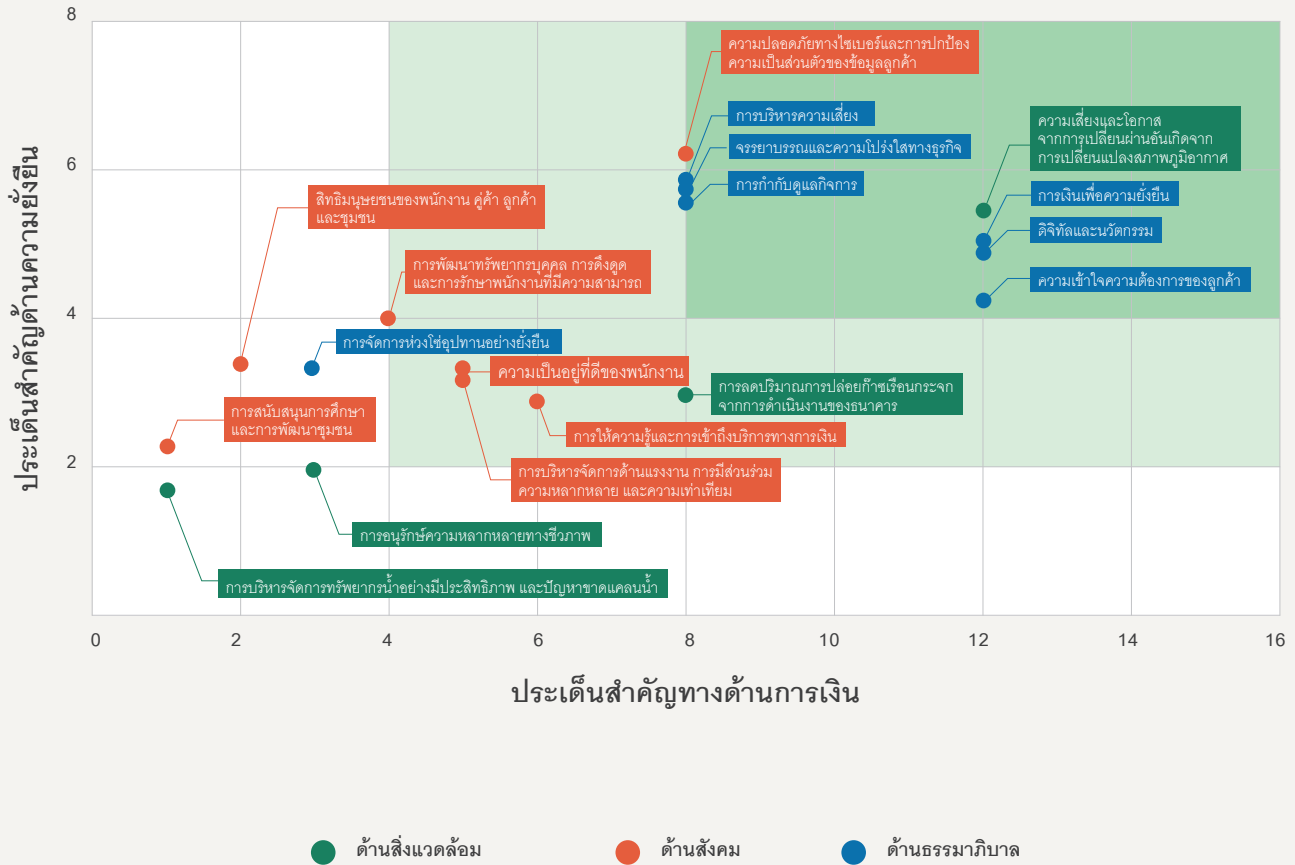 ประเด็นสำคัญด้านความยั่งยืน
8
6
4
2
ความปลอดภัยทางไซเบอร์และการปกป้อง
ความเป็นส่วนตัวของข้อมูลลูกค้า
การบริหารความเสี่ยง
จรรยาบรรณและความโปร่งใสทางธุรกิจ
การกำกับดูแลกิจการ
ความเสี่ยงและโอกาส
จากการเปลี่ยนผ่านอันเกิดจาก
การเปลี่ยนแปลงสภาพภูมิอากาศ
การเงินเพื่อความยั่งยืน
ดิจิทัลและนวัตกรรม
ความเข้าใจความต้องการของลูกค้า
สิทธิมนุษยชนของพนักงาน คู่ค้า ลูกค้า
และชุมชน
การพัฒนาทรัพยากรบุคคล การดึงดูด
และการรักษาพนักงานที่มีความสามารถ
การจัดการห่วงโซ่อุปทานอย่างยั่งยืน
ความเป็นอยู่ที่ดีของพนักงาน
การลดปริมาณการปล่อยก๊าซเรือนกระจก
จากการดำเนินงานของธนาคาร
การสนับสนุนการศึกษา
และการพัฒนาชุมชน
การให้ความรู้และการเข้าถึงบริการทางการเงิน
การบริหารจัดการด้านแรงงาน การมีส่วนร่วม
ความหลากหลาย และความเท่าเทียม
การอนุรักษ์ความหลากหลายทางชีวภาพ
การบริหารจัดการทรัพยากรน้ำอย่างมีประสิทธิภาพ และปัญหาขาดแคลนน้ำ
0 2 4 6 8 10 12 14 16
ประเด็นสำคัญทางด้านการเงิน
ด้านสิ่งแวดล้อม ด้านสังคม ด้านธรรมาภิบาล